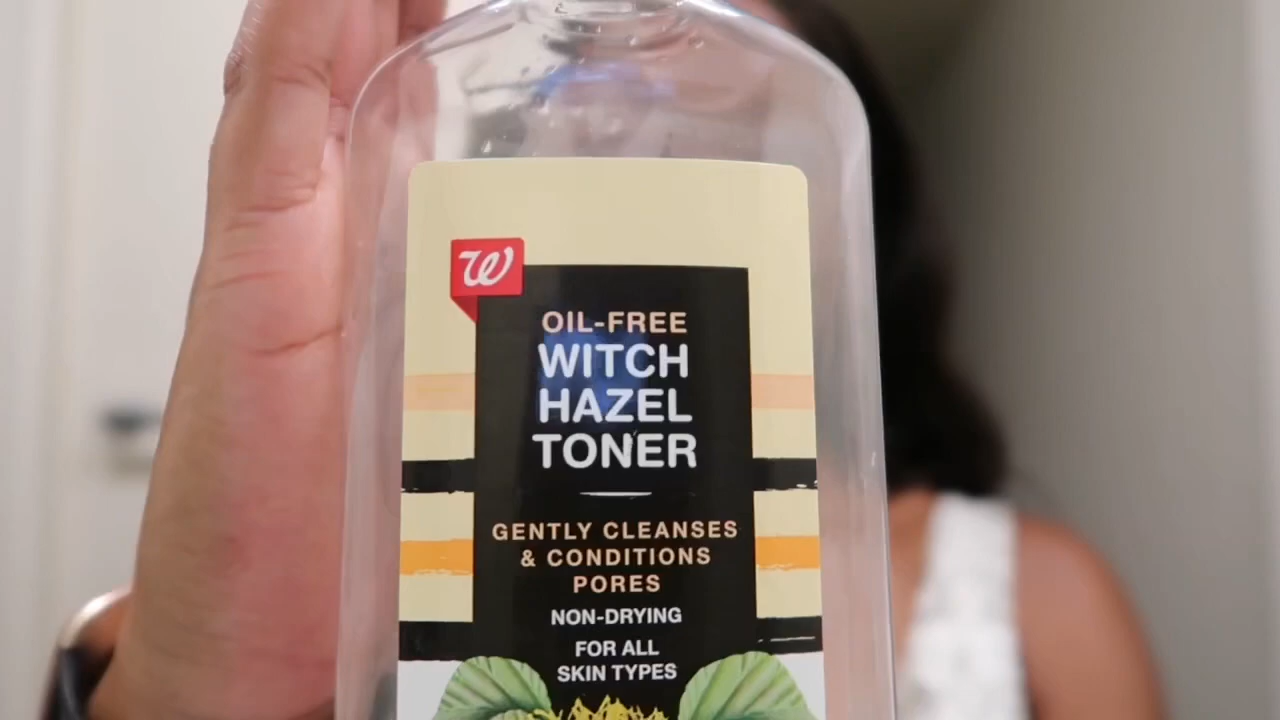 W
OIL-FREE
WITCH
HAZEL
TONER
GENTLY CLEANSES
& CONDITIONS
PORES
NON-DRYING
FOR ALL
SKIN TYPES